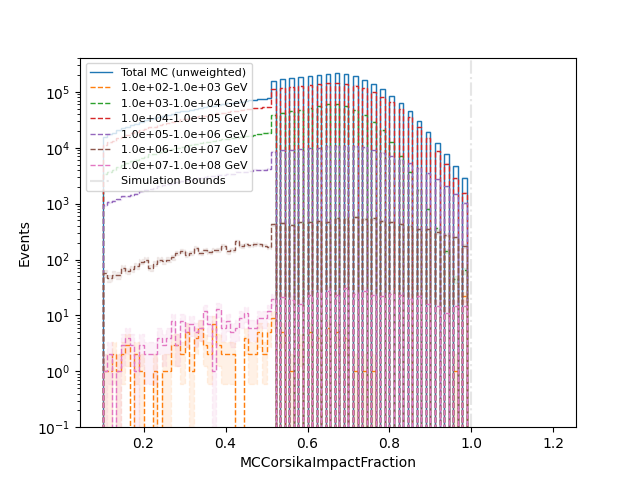 Total MC (unweighted)
1.0e+02-1.0e+03 GeV
1.0e+03-1.0e+04 GeV
1.0e+04-1.0e+05 GeV
1.0e+05-1.0e+06 GeV
1.0e+06-1.0e+07 GeV
1.0e+07-1.0e+08 GeV
Simulation Bounds
10⁵
10⁴
10³
10²
10¹
10⁰
10⁻¹
Events
0.2 0.4 0.6 0.8 1.0 1.2
MCCorsikaImpactFraction